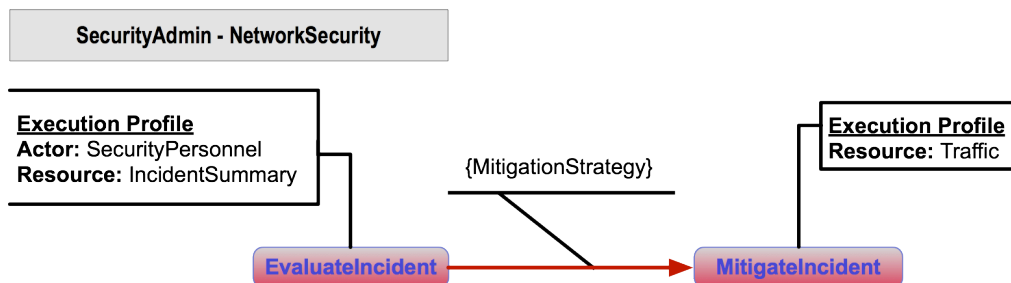 SecurityAdmin - NetworkSecurity
Execution Profile
Actor: SecurityPersonnel
Resource: IncidentSummary
{MitigationStrategy}
Execution Profile
Resource: Traffic
EvaluateIncident
MitigateIncident